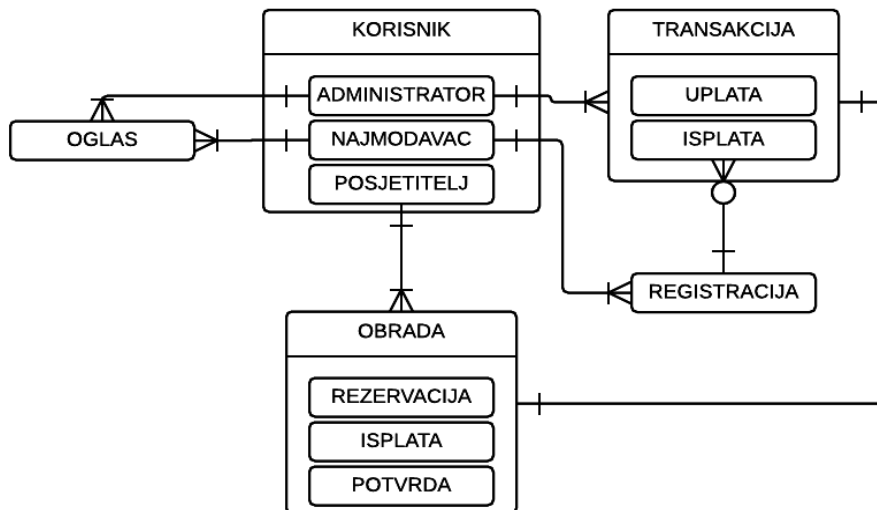 KORISNIK
ADMINISTRATOR
NAJMODAVAC
POSJETITELJ
TRANSAKCIJA
UPLATA
ISPLATA
OGLAS
REGISTRACIJA
OBRADA
REZERVACIJA
ISPLATA
POTVRDA